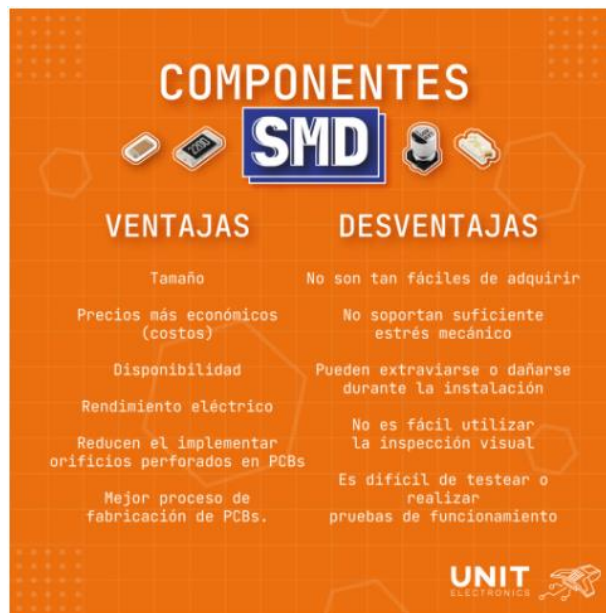 COMPONENTES
SMD
VENTAJAS
Tamaño
Precios más económicos
(costos)
Disponibilidad
Rendimiento eléctrico
Reducen el implementar
orificios perforados en PCBs
Mejor proceso de
fabricación de PCBs.
DESVENTAJAS
No son tan fáciles de adquirir
No soportan suficiente
estrés mecánico
Pueden extraviarse o dañarse
durante la instalación
No es fácil utilizar
la inspección visual
Es difícil de testear o
realizar
pruebas de funcionamiento
UNIT
ELECTRONICS